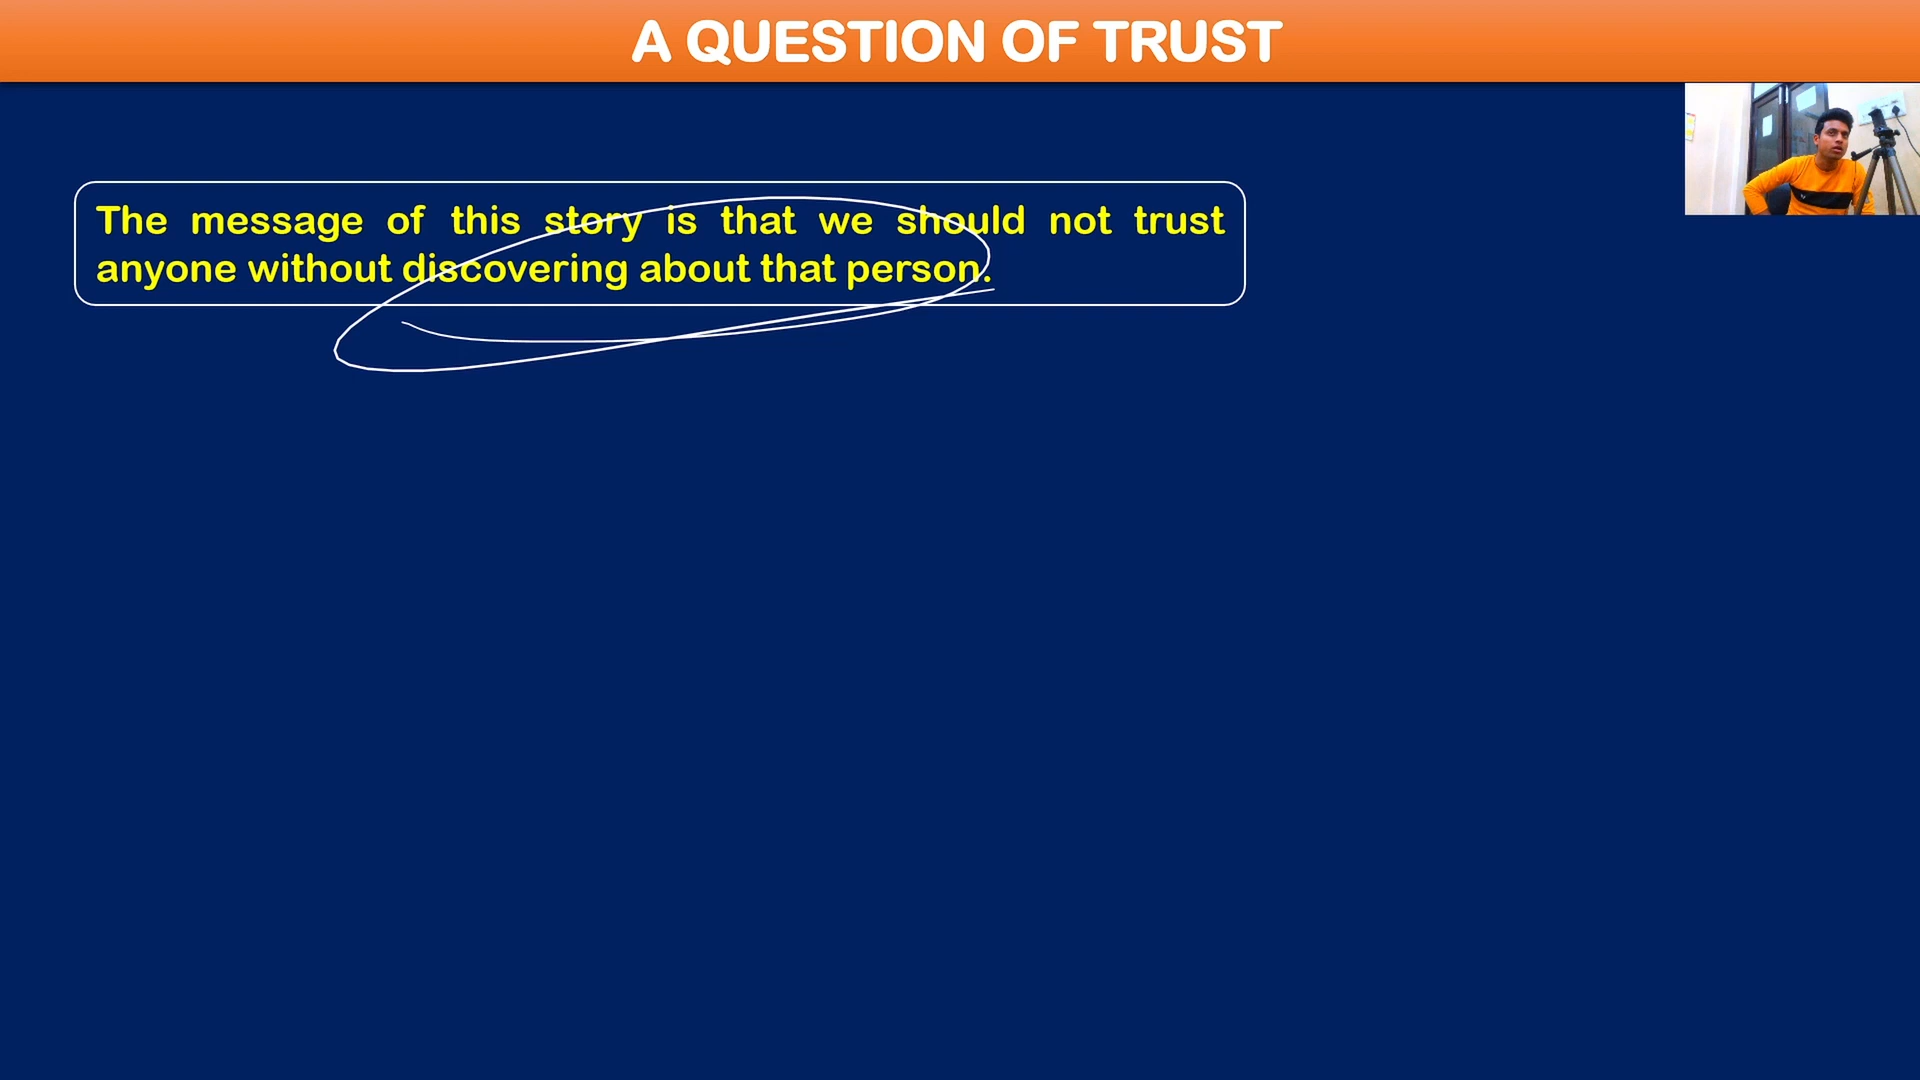 A QUESTION OF TRUST
The message of this story is that we should not trust
anyone without discovering about that person.